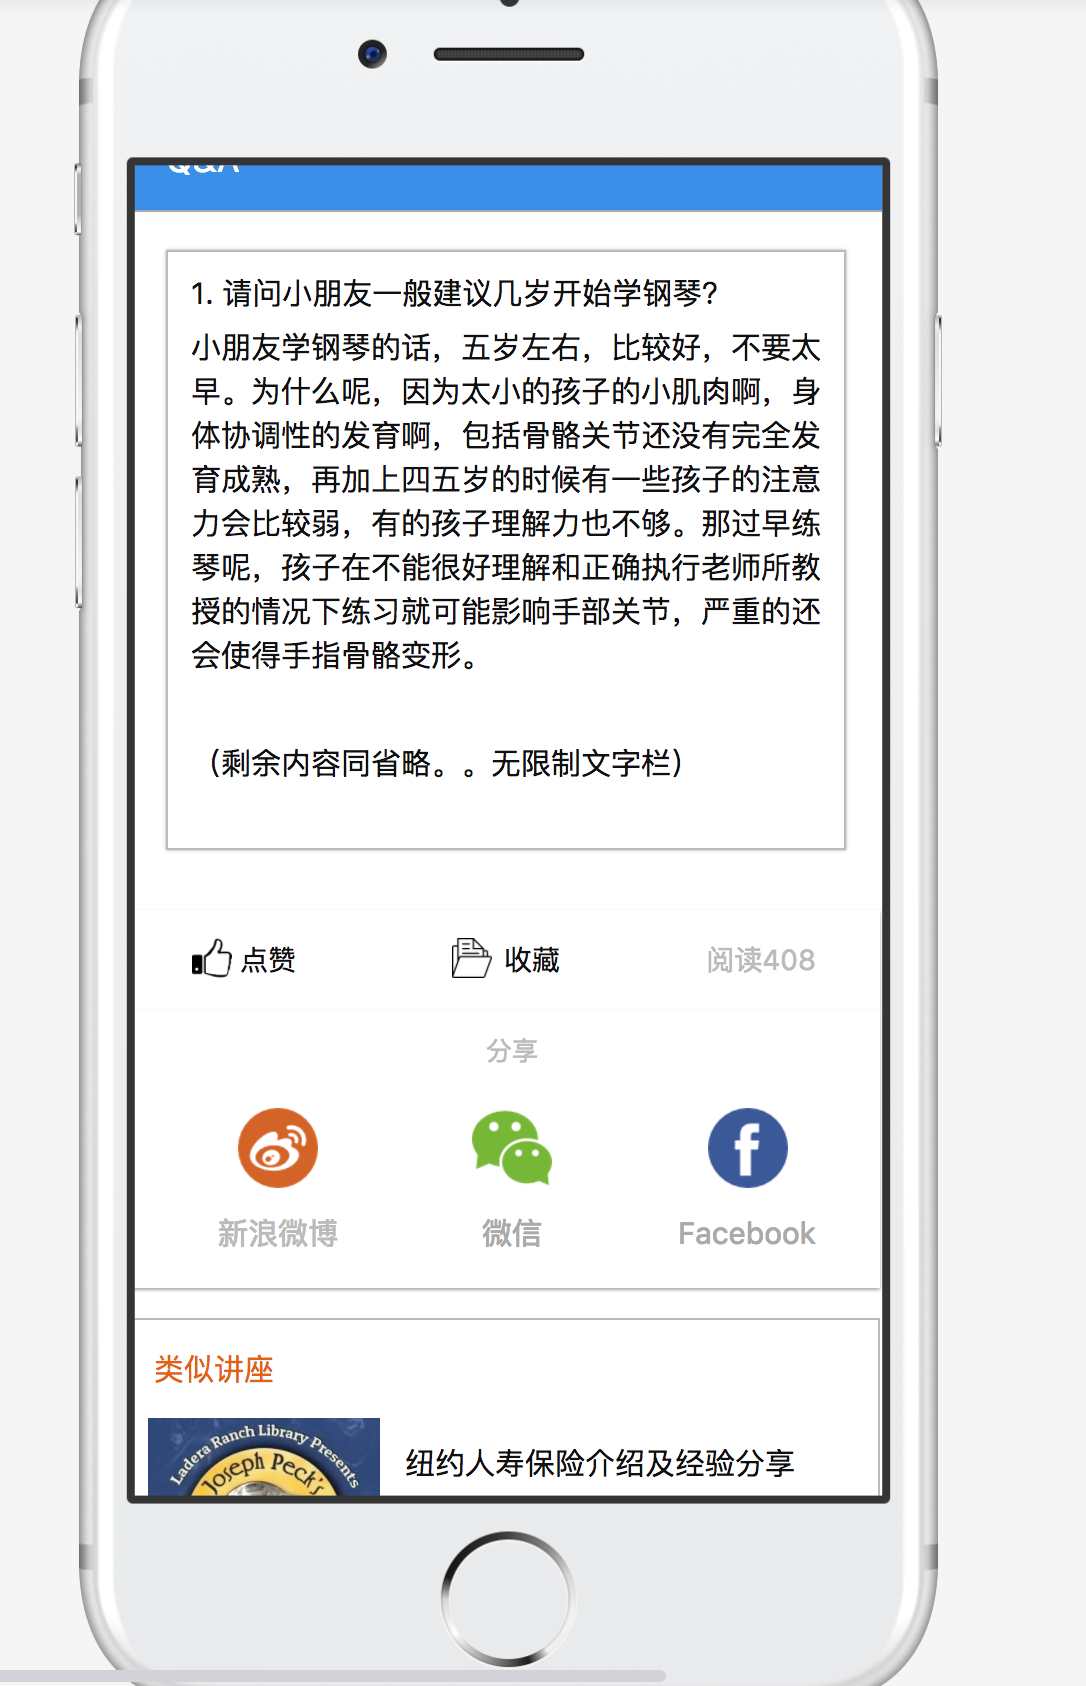 Q&A
1. 请问小朋友一般建议几岁开始学钢琴?
小朋友学钢琴的话，五岁左右，比较好，不要太
早。为什么呢，因为太小的孩子的小肌肉啊，身
体协调性的发育啊，包括骨骼关节还没有完全发
育成熟，再加上四五岁的时候有一些孩子的注意
力会比较弱，有的孩子理解力也不够。那过早练
琴呢，孩子在不能很好理解和正确执行老师所教
授的情况下练习就可能影响手部关节，严重的还
会使得手指骨骼变形。
（剩余内容同省略。。无限制文字栏）
点赞 收藏 阅读408
分享
新浪微博 微信 Facebook
类似讲座
Ladera Ranch Library Presents
Joseph Peck's
纽约人寿保险介绍及经验分享